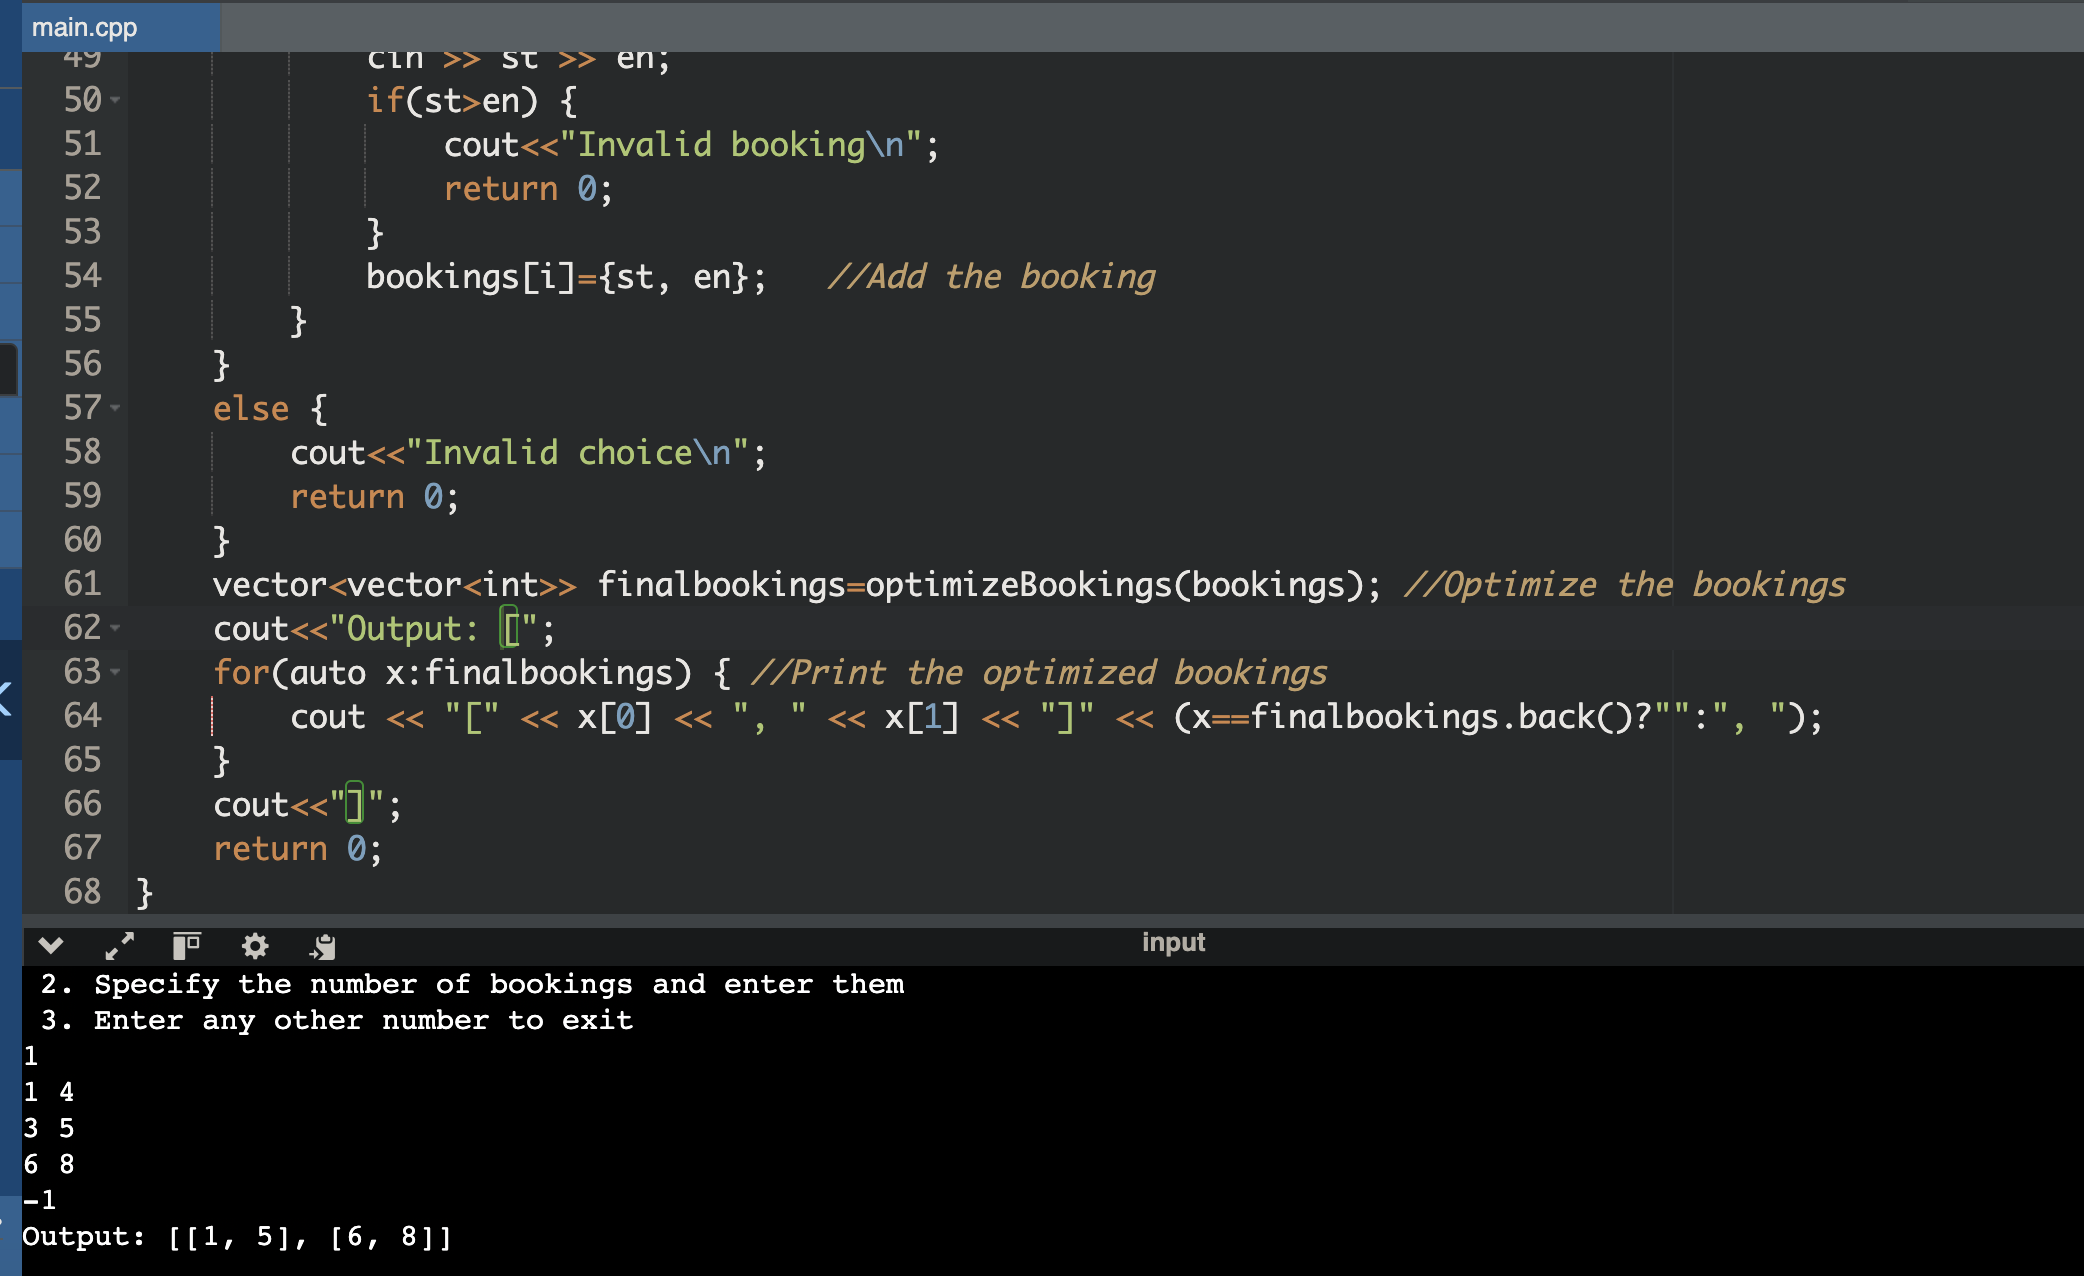 main.cpp
49 cin >> st >> en;
50 if(st>en) {
51 cout<<"Invalid booking\n";
52 return 0;
53 }
54 bookings[i]={st, en}; //Add the booking
55 }
56 }
57 else {
58 cout<<"Invalid choice\n";
59 return 0;
60 }
61 vector<vector<int>> finalbookings=optimizeBookings(bookings); //Optimize the bookings
62 cout<<"Output: [";
63 for(auto x:finalbookings) { //Print the optimized bookings
64 cout << "[" << x[0] << ", " << x[1] << "]" << (x==finalbookings.back()?"":", ");
65 }
66 cout<<"]";
67 return 0;
68 }
input
2. Specify the number of bookings and enter them
3. Enter any other number to exit
1
1 4
3 5
6 8
-1
Output: [[1, 5], [6, 8]]